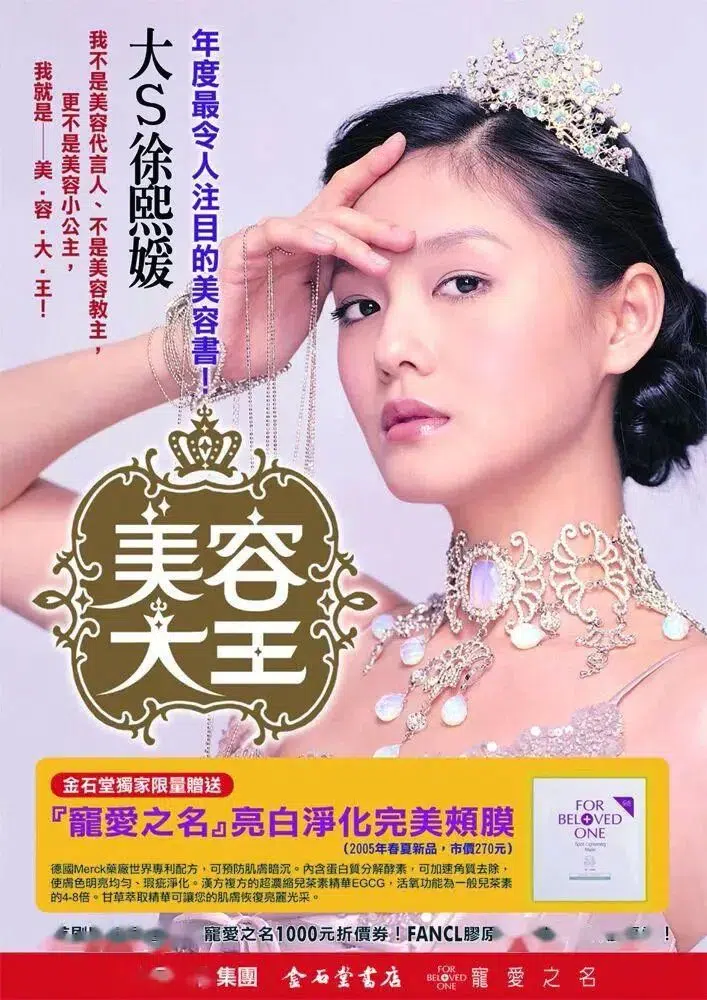 年度最令人注目的美容書！
大S徐熙媛
我不是美容代言人、不是美容教主，
更不是美容小公主，
我就是——美．容．大．王！
美容
大王
金石堂獨家限量贈送
『寵愛之名』亮白淨化完美頰膜
（2005年春夏新品，市價270元）
德國Merck藥廠世界專利配方，可預防肌膚暗沉。內含蛋白質分解酵素，可加速角質去除，
使膚色明亮均勻、瑕疵淨化。漢方複方的超濃縮兒茶素精華EGCG，活氧功能為一般兒茶素
的4-8倍。甘草萃取精華可讓您的肌膚恢復亮麗光采。
FOR
BELOVED
ONE
寵愛之名1000元折價券！FANCL膠原
集團 金石堂書店 FOR BELOVED ONE 寵愛之名